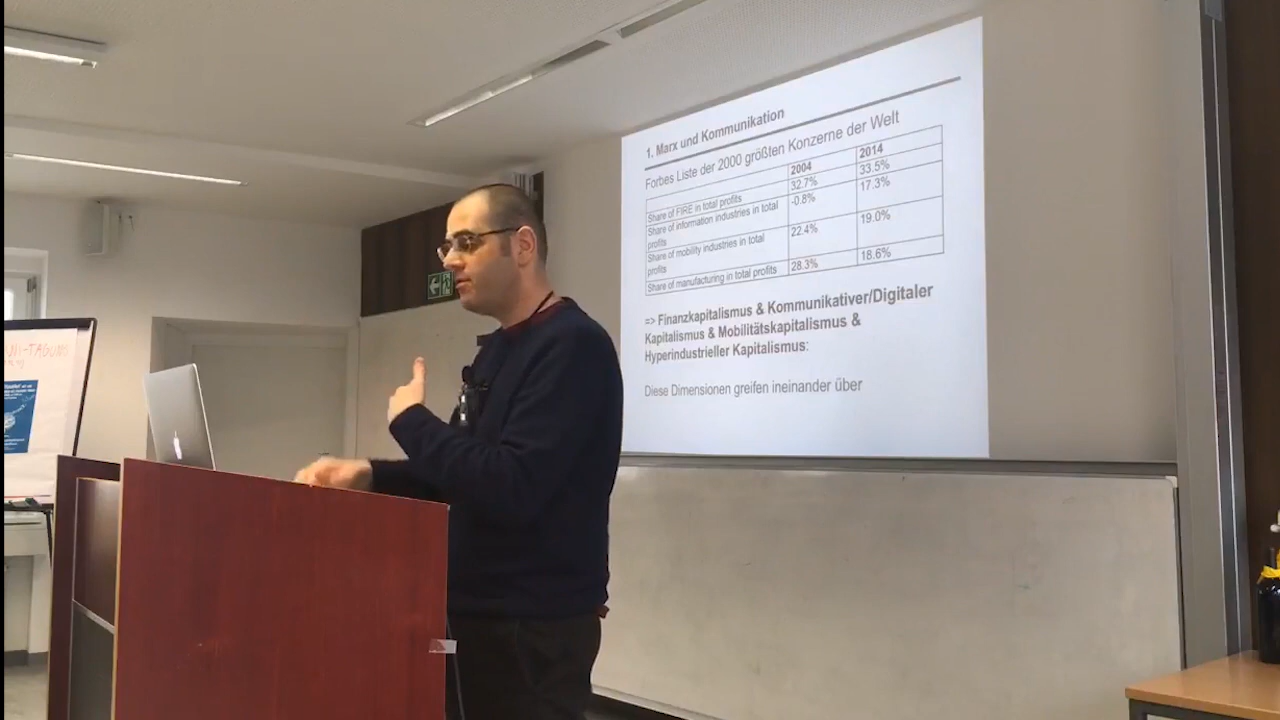 1. Marx und Kommunikation
Forbes Liste der 2000 größten Konzerne der Welt
2004 2014
Share of FIRE in total profits 32.7% 33.5%
Share of information industries in total -0.8% 17.3%
profits
Share of mobility industries in total 22.4% 19.0%
profits
Share of manufacturing in total profits 28.3% 18.6%
=> Finanzkapitalismus & Kommunikativer/Digitaler
Kapitalismus & Mobilitätskapitalismus &
Hyperindustrieller Kapitalismus:
Diese Dimensionen greifen ineinander über
TAGUNG